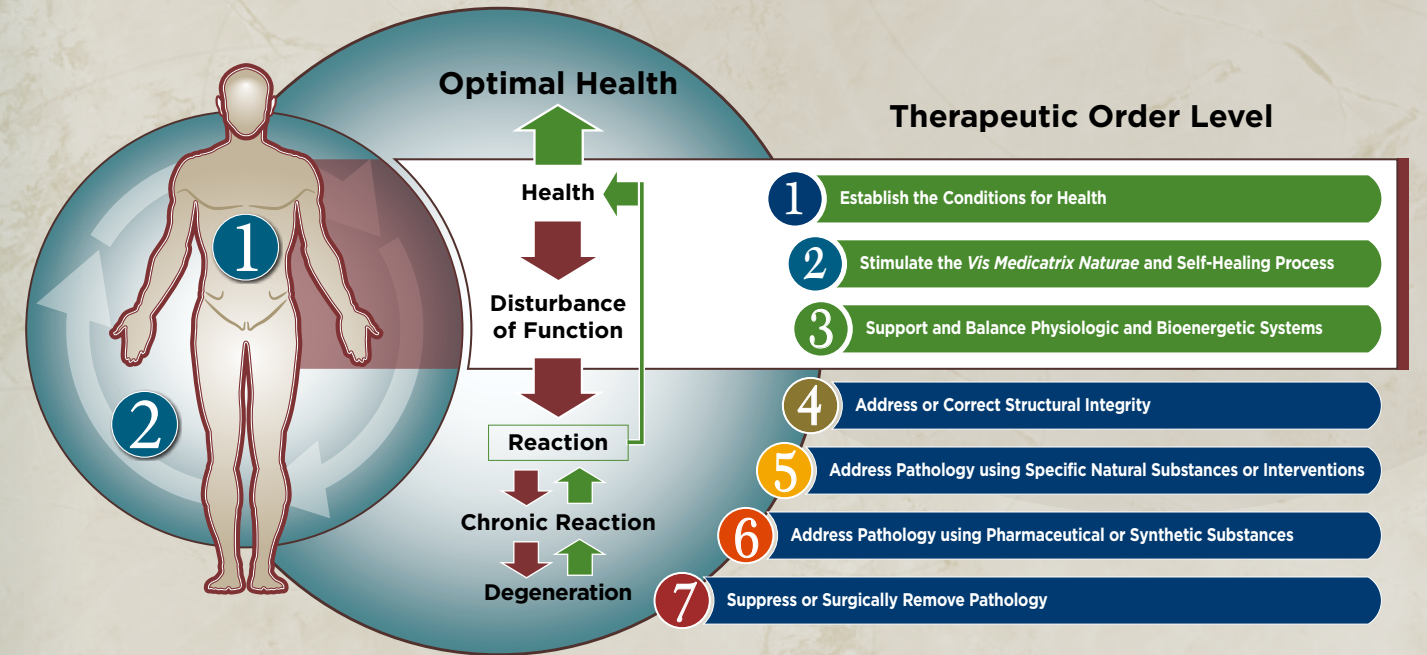 Optimal Health
Health
Disturbance
of Function
Reaction
Chronic Reaction
Degeneration
1
2
Therapeutic Order Level
1 Establish the Conditions for Health
2 Stimulate the Vis Medicatrix Naturae and Self-Healing Process
3 Support and Balance Physiologic and Bioenergetic Systems
4 Address or Correct Structural Integrity
5 Address Pathology using Specific Natural Substances or Interventions
6 Address Pathology using Pharmaceutical or Synthetic Substances
7 Suppress or Surgically Remove Pathology